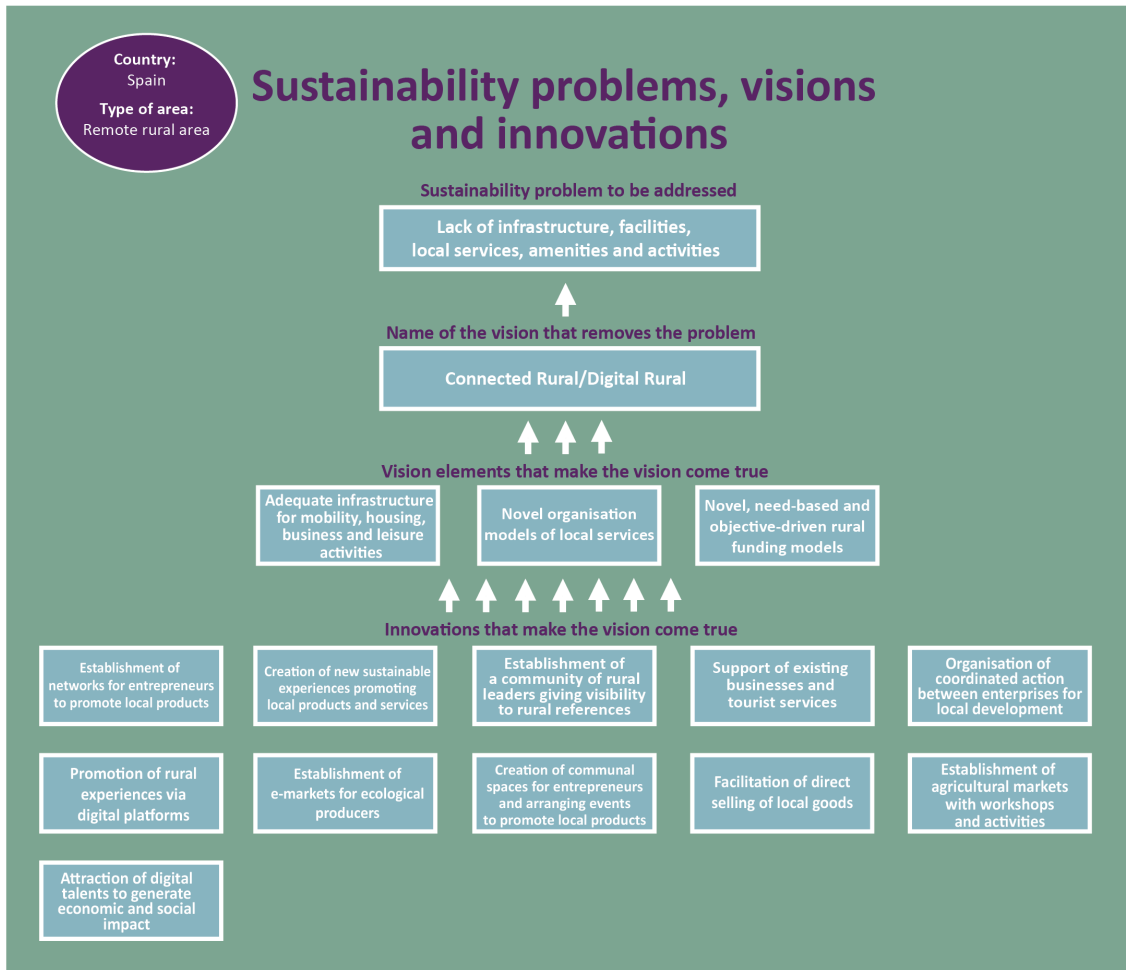 Country:
Spain
Type of area:
Remote rural area
Sustainability problems, visions
and innovations
Sustainability problem to be addressed
Lack of infrastructure, facilities,
local services, amenities and activities
Name of the vision that removes the problem
Connected Rural/Digital Rural
Vision elements that make the vision come true
Adequate infrastructure
for mobility, housing,
business and leisure
activities
Novel organisation
models of local services
Novel, need-based and
objective-driven rural
funding models
Innovations that make the vision come true
Establishment of
networks for entrepreneurs
to promote local products
Creation of new sustainable
experiences promoting
local products and services
Establishment of
a community of rural
leaders giving visibility
to rural references
Support of existing
businesses and
tourist services
Organisation of
coordinated action
between enterprises for
local development
Promotion of rural
experiences via
digital platforms
Establishment of
e-markets for ecological
producers
Creation of communal
spaces for entrepreneurs
and arranging events
to promote local products
Facilitation of direct
selling of local goods
Establishment of
agricultural markets
with workshops
and activities
Attraction of digital
talents to generate
economic and social
impact